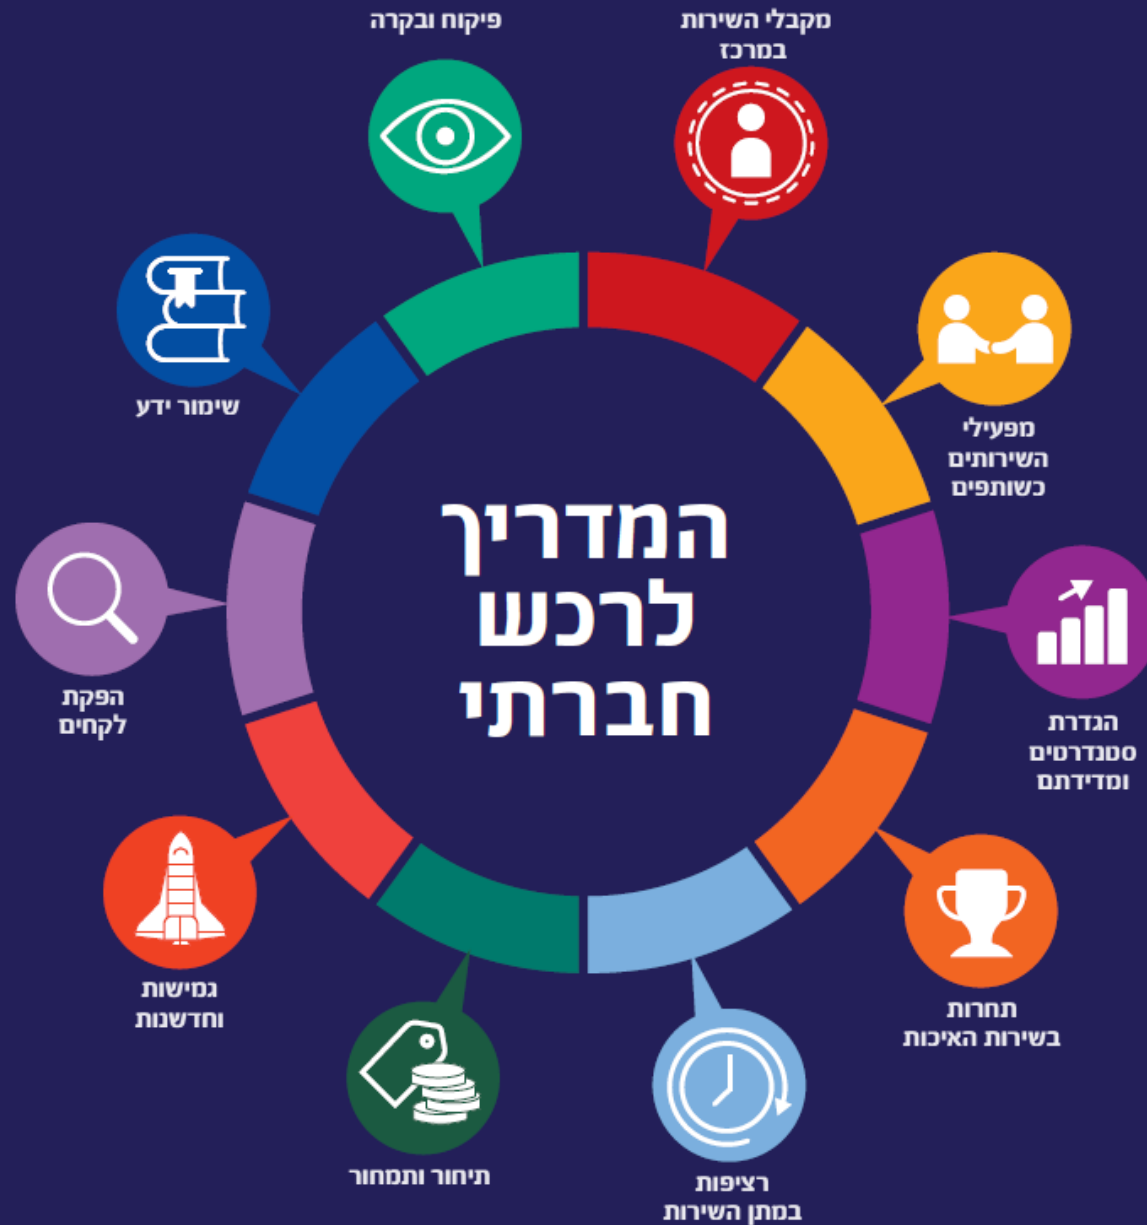 המדריך
לרכש
חברתי
מקבלי השירות
במרכז
מפעילי
השירותים
כשותפים
הגדרת
סטנדרטים
ומדידתם
תחרות
בשירות האיכות
רציפות
במתן השירות
תיחור ותמחור
גמישות
וחדשנות
הפקת
לקחים
שימור ידע
פיקוח ובקרה